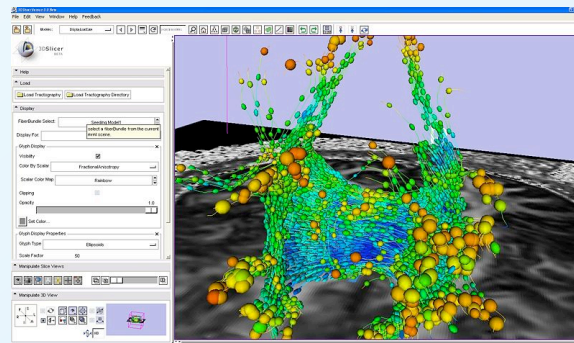 3DSlicer Version 3.0 Beta
File Edit View Window Help Feedback
Modules:
3DSlicer
BETA
Help
Load
Load Tractography
Load Tractography Directory
Display
FiberBundle Select:
Seeding Model1
select a fiberBundle from the current
mrml scene.
Display For:
Glyph Display
Visibility
Color By Scalar
FractionalAnisotropy
Scalar Color Map
Rainbow
Clipping
Opacity
1.0
Set Color...
Glyph Display Properties
Glyph Type
Ellipsoids
Scale Factor
50
Manipulate Slice Views
Manipulate 3D View